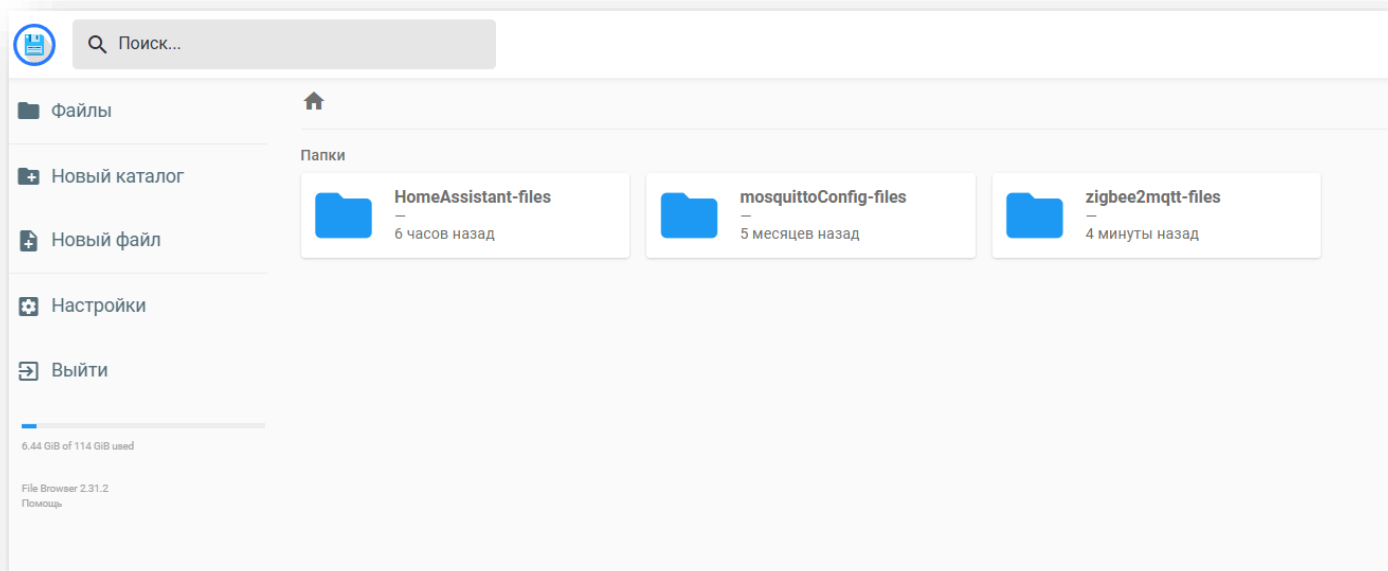 Поиск...
Файлы
Новый каталог
Новый файл
Настройки
Выйти
6.44 GiB of 114 GiB used
File Browser 2.31.2
Помощь
Папки
HomeAssistant-files
—
6 часов назад
mosquittoConfig-files
—
5 месяцев назад
zigbee2mqtt-files
—
4 минуты назад